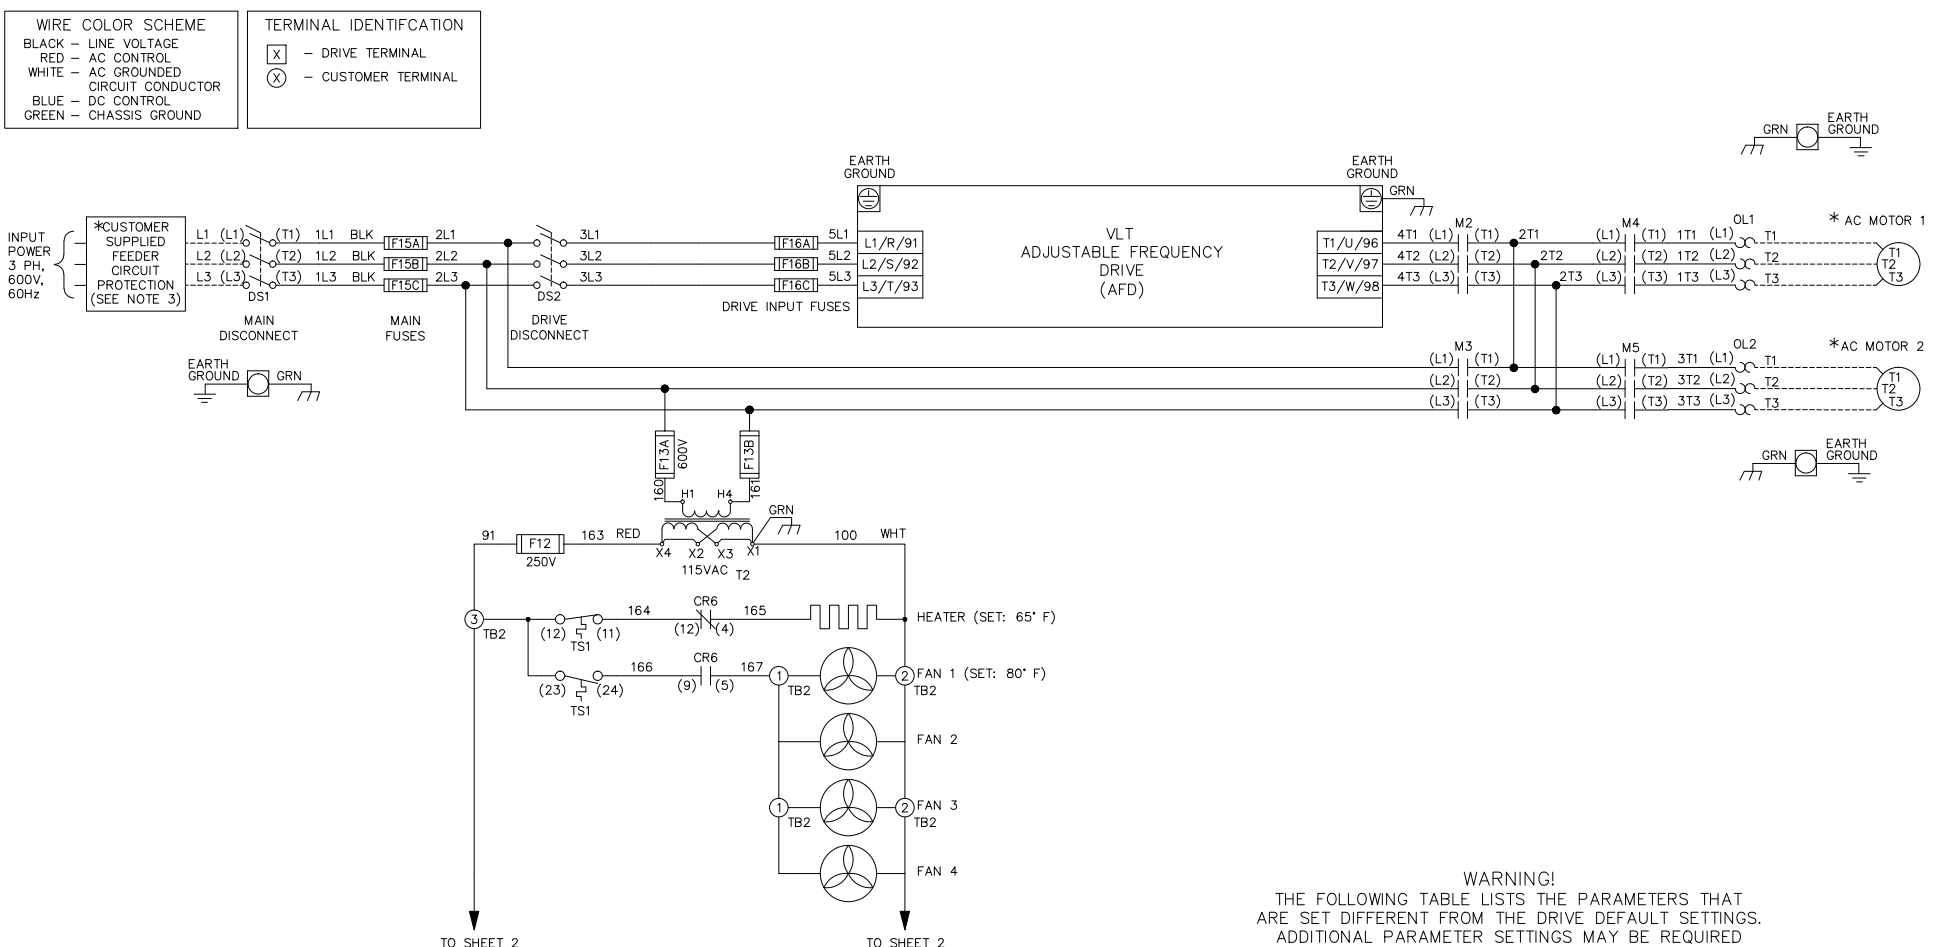 WIRE COLOR SCHEME
BLACK – LINE VOLTAGE
RED – AC CONTROL
WHITE – AC GROUNDED
CIRCUIT CONDUCTOR
BLUE – DC CONTROL
GREEN – CHASSIS GROUND
TERMINAL IDENTIFCATION
X – DRIVE TERMINAL
X – CUSTOMER TERMINAL
GRN EARTH
GROUND
EARTH
GROUND
EARTH
GROUND
GRN
INPUT
POWER
3 PH,
600V,
60Hz
*CUSTOMER
SUPPLIED
FEEDER
CIRCUIT
PROTECTION
(SEE NOTE 3)
L1 (L1) (T1) 1L1 BLK F15A 2L1 3L1 F16A 5L1 L1/R/91
L2 (L2) (T2) 1L2 BLK F15B 2L2 3L2 F16B 5L2 L2/S/92
L3 (L3) (T3) 1L3 BLK F15C 2L3 3L3 F16C 5L3 L3/T/93
DS1
MAIN
DISCONNECT
MAIN
FUSES
DS2
DRIVE
DISCONNECT
DRIVE INPUT FUSES
VLT
ADJUSTABLE FREQUENCY
DRIVE
(AFD)
M2 M4 OL1 * AC MOTOR 1
T1/U/96 4T1 (L1) (T1) 2T1 (L1) (T1) 1T1 (L1) T1
T2/V/97 4T2 (L2) (T2) 2T2 (L2) (T2) 1T2 (L2) T2
T3/W/98 4T3 (L3) (T3) 2T3 (L3) (T3) 1T3 (L3) T3
T1
T2
T3
EARTH
GROUND GRN
M3 M5 OL2 *AC MOTOR 2
(L1) (T1) (L1) (T1) 3T1 (L1) T1
(L2) (T2) (L2) (T2) 3T2 (L2) T2
(L3) (T3) (L3) (T3) 3T3 (L3) T3
T1
T2
T3
GRN EARTH
GROUND
F13A 600V F13B
160 H1 H4 161
GRN
91 F12 163 RED 100 WHT
250V
X4 X2 X3 X1
115VAC T2
3 TB2
(12) (11) TS1 164 CR6 (12) (4) 165
HEATER (SET: 65° F)
(23) (24) TS1 166 CR6 (9) (5) 167 1 TB2 2 TB2
FAN 1 (SET: 80° F)
FAN 2
1 TB2 2 TB2 FAN 3
FAN 4
TO SHEET 2
TO SHEET 2
WARNING!
THE FOLLOWING TABLE LISTS THE PARAMETERS THAT
ARE SET DIFFERENT FROM THE DRIVE DEFAULT SETTINGS.
ADDITIONAL PARAMETER SETTINGS MAY BE REQUIRED